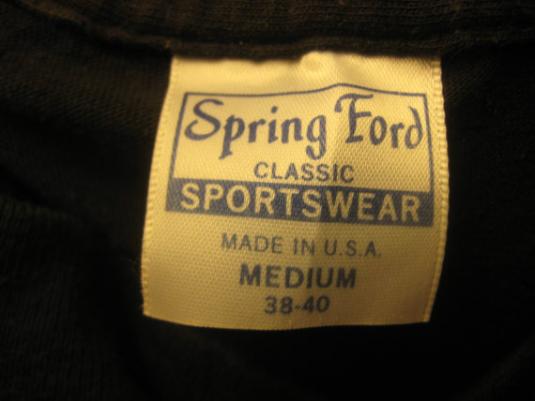 Spring Ford
CLASSIC
SPORTSWEAR
MADE IN U.S.A.
MEDIUM
38-40